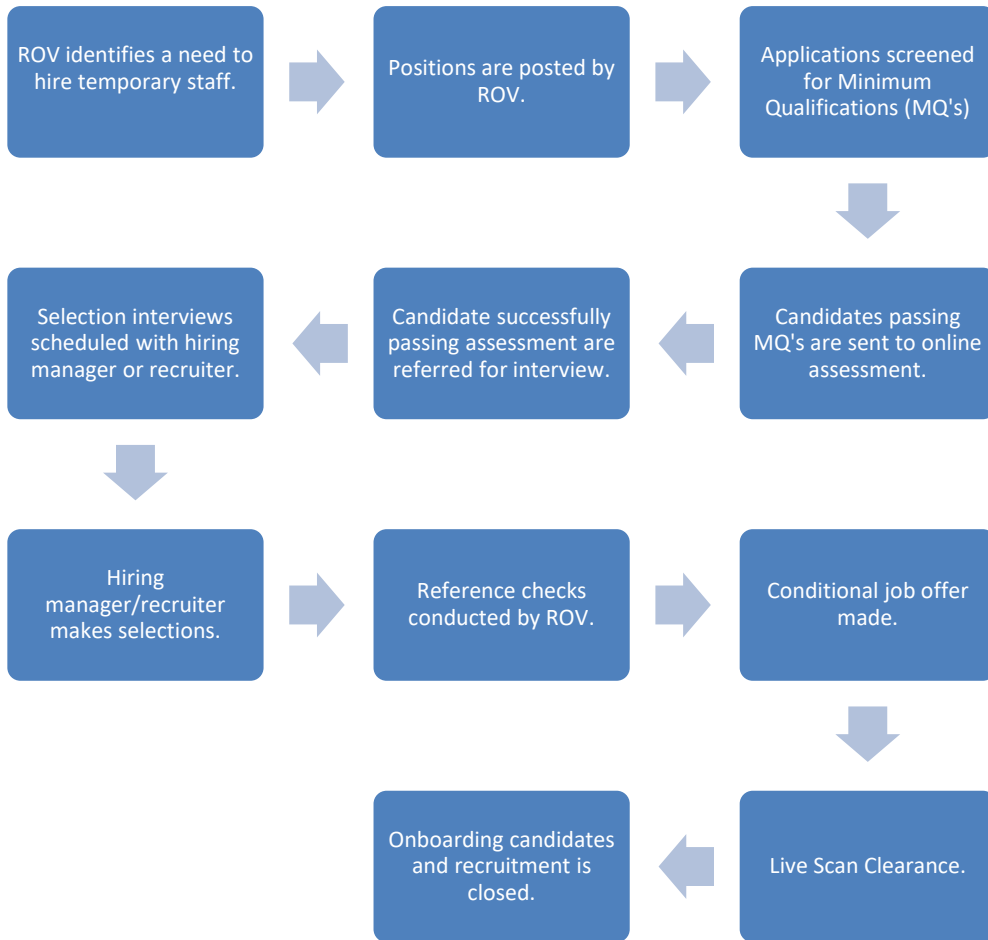 ROV identifies a need to
hire temporary staff.
Positions are posted by
ROV.
Applications screened
for Minimum
Qualifications (MQ's)
Candidates passing
MQ's are sent to online
assessment.
Candidate successfully
passing assessment are
referred for interview.
Selection interviews
scheduled with hiring
manager or recruiter.
Hiring
manager/recruiter
makes selections.
Reference checks
conducted by ROV.
Conditional job offer
made.
Live Scan Clearance.
Onboarding candidates
and recruitment is
closed.